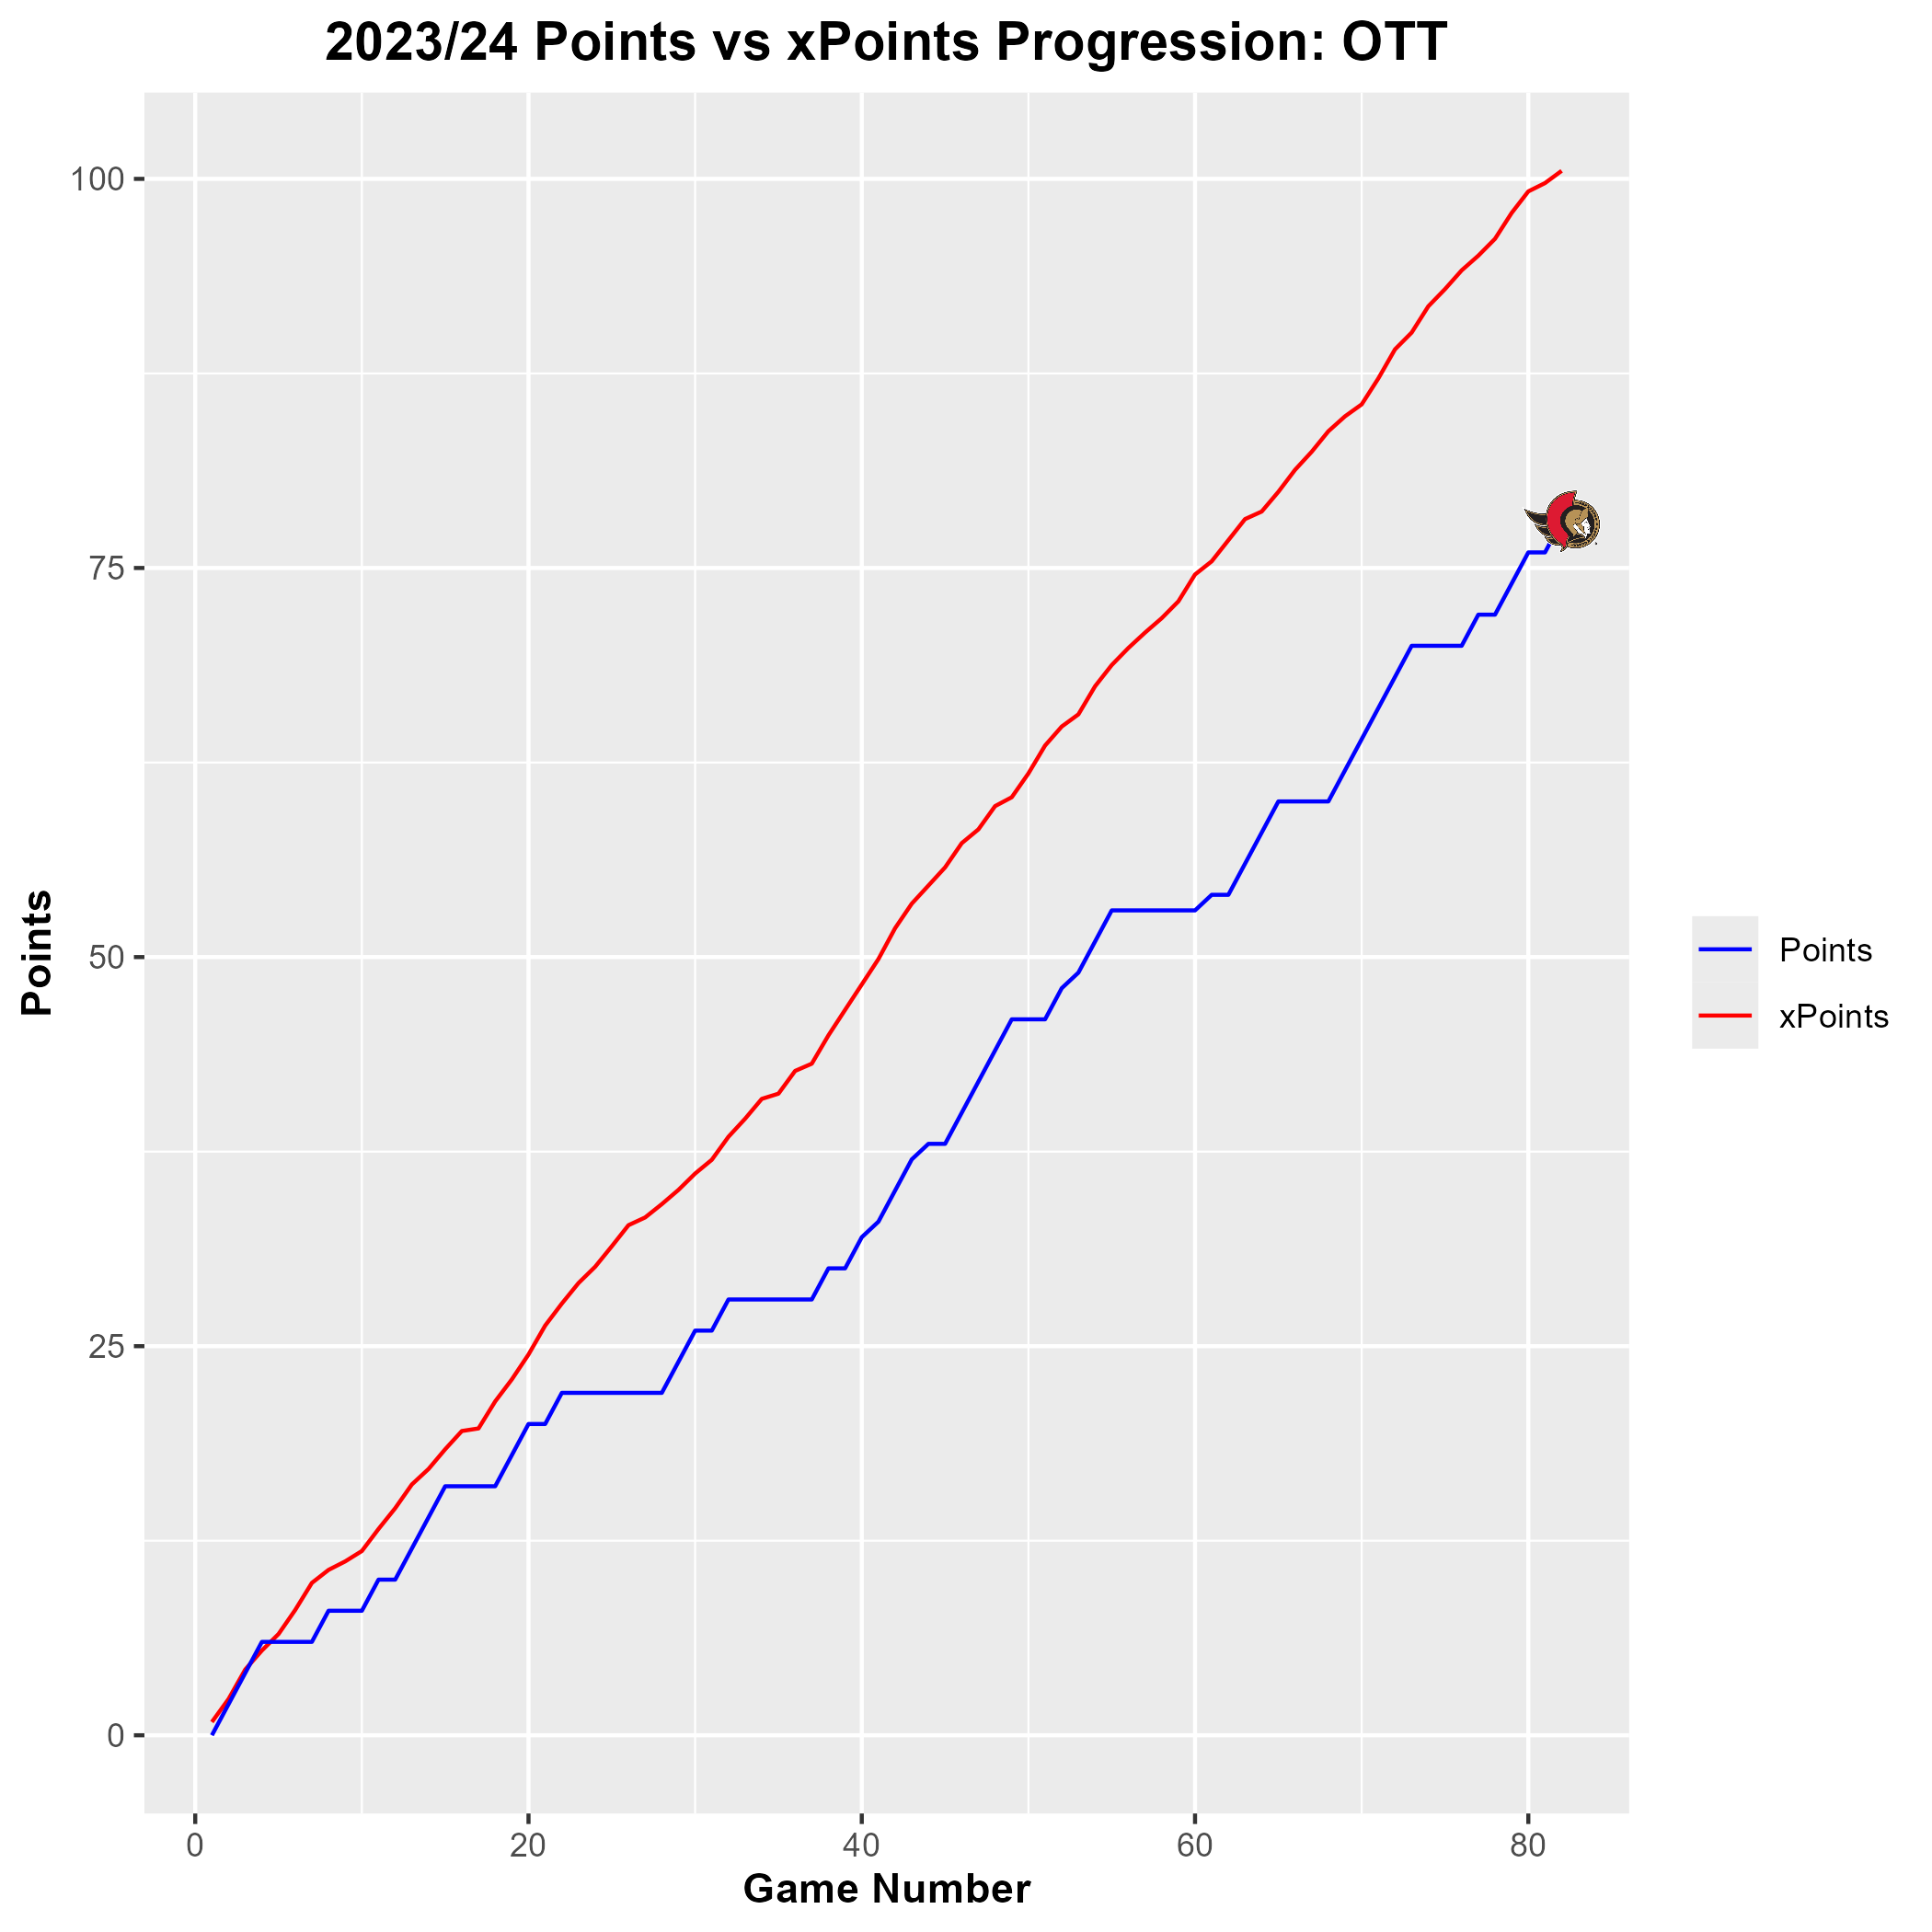 2023/24 Points vs xPoints Progression: OTT
Points
100
75
50
25
0
0 20 40 60 80
Game Number
Points
xPoints